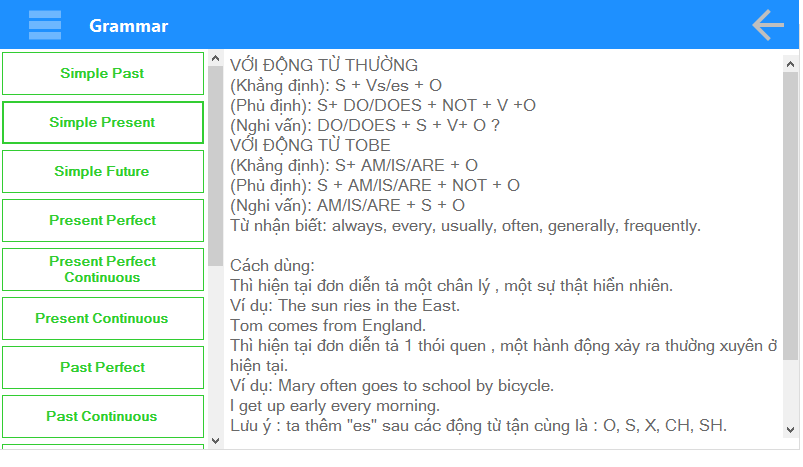 Grammar
Simple Past
Simple Present
Simple Future
Present Perfect
Present Perfect
Continuous
Present Continuous
Past Perfect
Past Continuous
VỚI ĐỘNG TỪ THƯỜNG
(Khẳng định): S + Vs/es + O
(Phủ định): S+ DO/DOES + NOT + V +O
(Nghi vấn): DO/DOES + S + V+ O ?
VỚI ĐỘNG TỪ TOBE
(Khẳng định): S+ AM/IS/ARE + O
(Phủ định): S + AM/IS/ARE + NOT + O
(Nghi vấn): AM/IS/ARE + S + O
Từ nhận biết: always, every, usually, often, generally, frequently.
Cách dùng:
Thì hiện tại đơn diễn tả một chân lý , một sự thật hiển nhiên.
Ví dụ: The sun ries in the East.
Tom comes from England.
Thì hiện tại đơn diễn tả 1 thói quen , một hành động xảy ra thường xuyên ở
hiện tại.
Ví dụ: Mary often goes to school by bicycle.
I get up early every morning.
Lưu ý : ta thêm "es" sau các động từ tận cùng là : O, S, X, CH, SH.